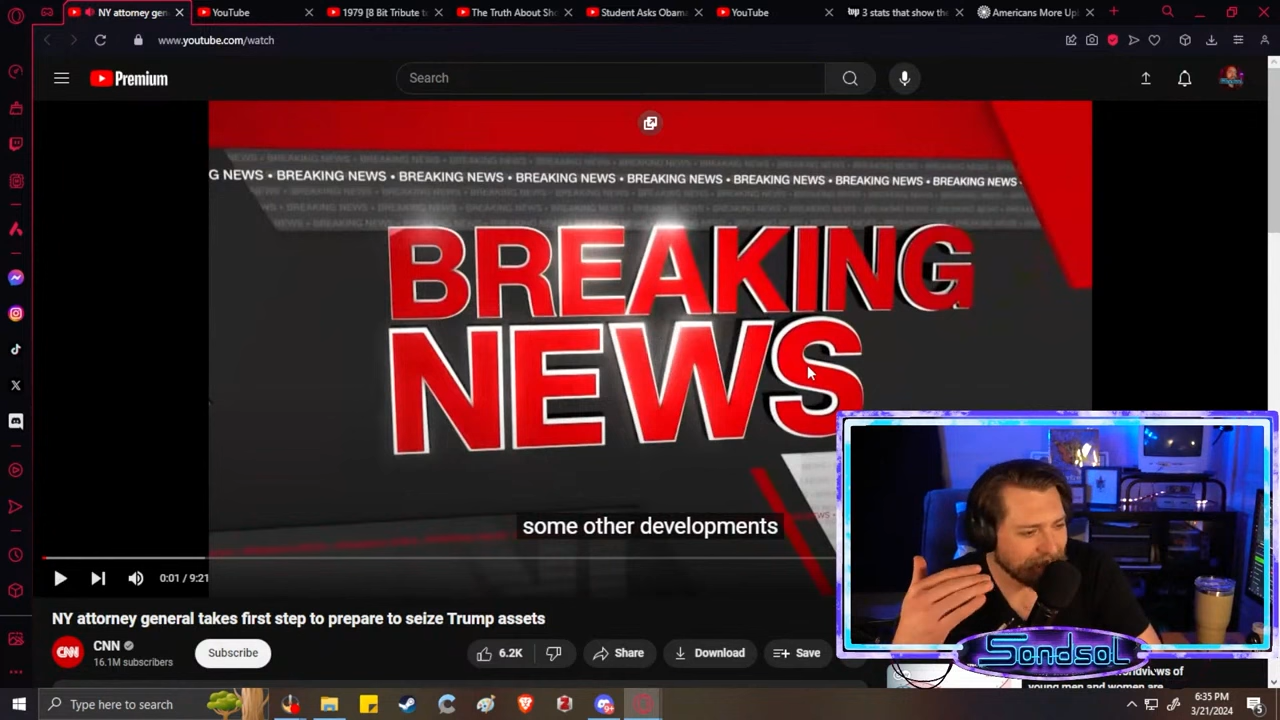 NY attorney gen
YouTube
1979 [8 Bit Tribute to
The Truth About Sh
Student Asks Obama
YouTube
3 stats that show the
Americans More Up
www.youtube.com/watch
Premium
Search
G NEWS • BREAKING NEWS • BREAKING NEWS • BREAKING NEWS • BREAKING NEWS • BREAKING NEWS • BREAKING NEWS
BREAKING
NEWS
some other developments
0:01 / 9:21
NY attorney general takes first step to prepare to seize Trump assets
CNN
CNN
16.1M subscribers
Subscribe
6.2K
Share
Download
Save
Sondsol
worldviews of
young men and women are
Type here to search
6:35 PM
3/21/2024
5